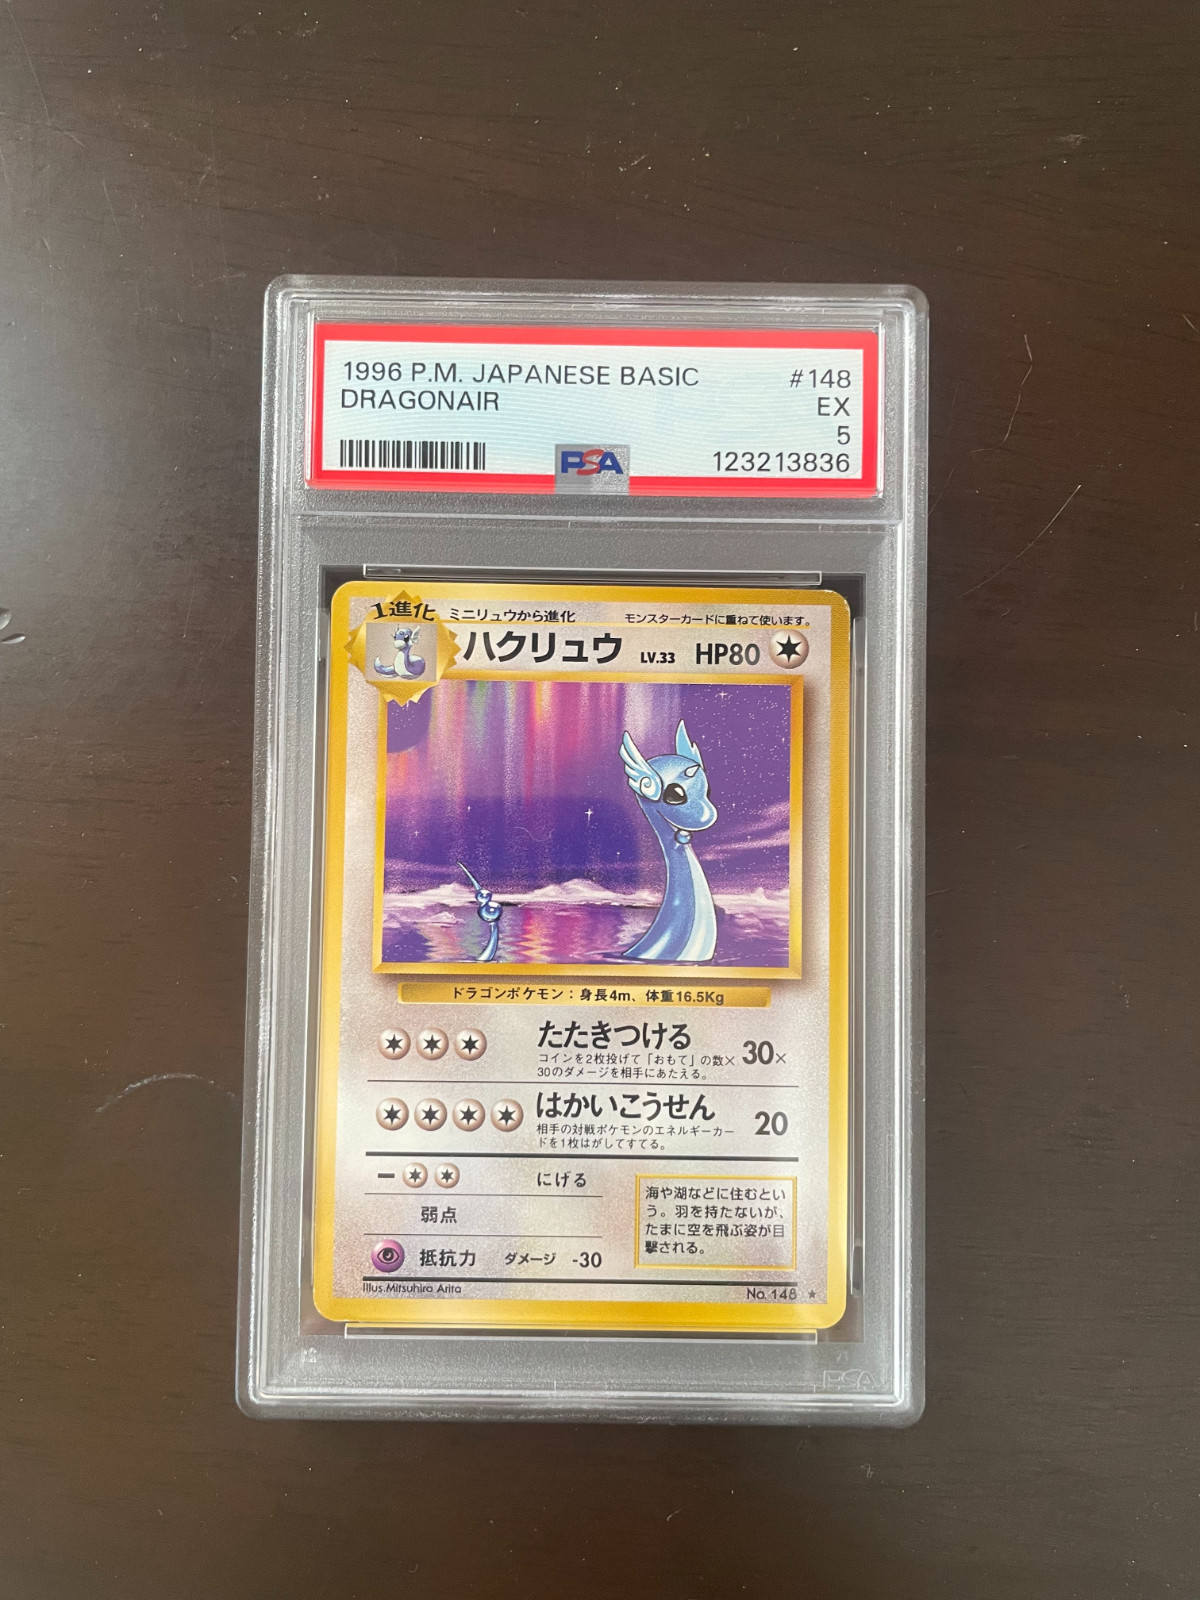 1996 P.M. JAPANESE BASIC #148
DRAGONAIR EX
5
PSA 123213836
1進化 ミニリュウから進化 モンスターカードに重ねて使います。
ハクリュウ LV.33 HP80
ドラゴンポケモン：身長4m、体重16.5Kg
たたきつける 30×
コインを2枚投げて「おもて」の数×
30のダメージを相手にあたえる。
はかいこうせん 20
相手の対戦ポケモンのエネルギーカー
ドを1枚はがしてすてる。
にげる
弱点
抵抗力 ダメージ -30
海や湖などに住むとい
う。羽を持たないが、
たまに空を飛ぶ姿が目
撃される。
Illus.Mitsuhiro Arita No. 148 ★
PSA